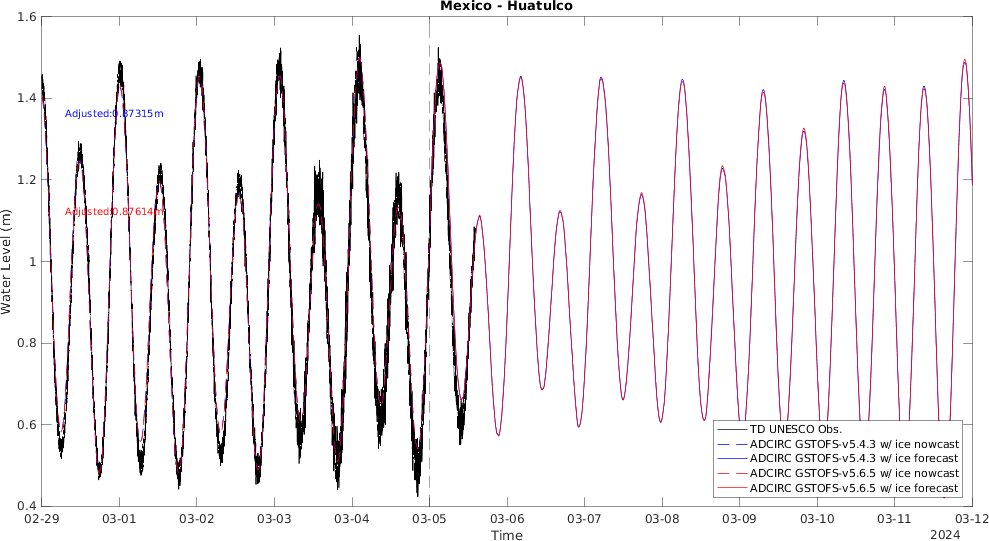 Mexico - Huatulco
1.6
1.4
1.2
1
0.8
0.6
0.4
Water Level (m)
Adjusted:0.87315m
Adjusted:0.87614m
TD UNESCO Obs.
ADCIRC GSTOFS-v5.4.3 w/ ice nowcast
ADCIRC GSTOFS-v5.4.3 w/ ice forecast
ADCIRC GSTOFS-v5.6.5 w/ ice nowcast
ADCIRC GSTOFS-v5.6.5 w/ ice forecast
02-29 03-01 03-02 03-03 03-04 03-05 03-06 03-07 03-08 03-09 03-10 03-11 03-12
Time
2024